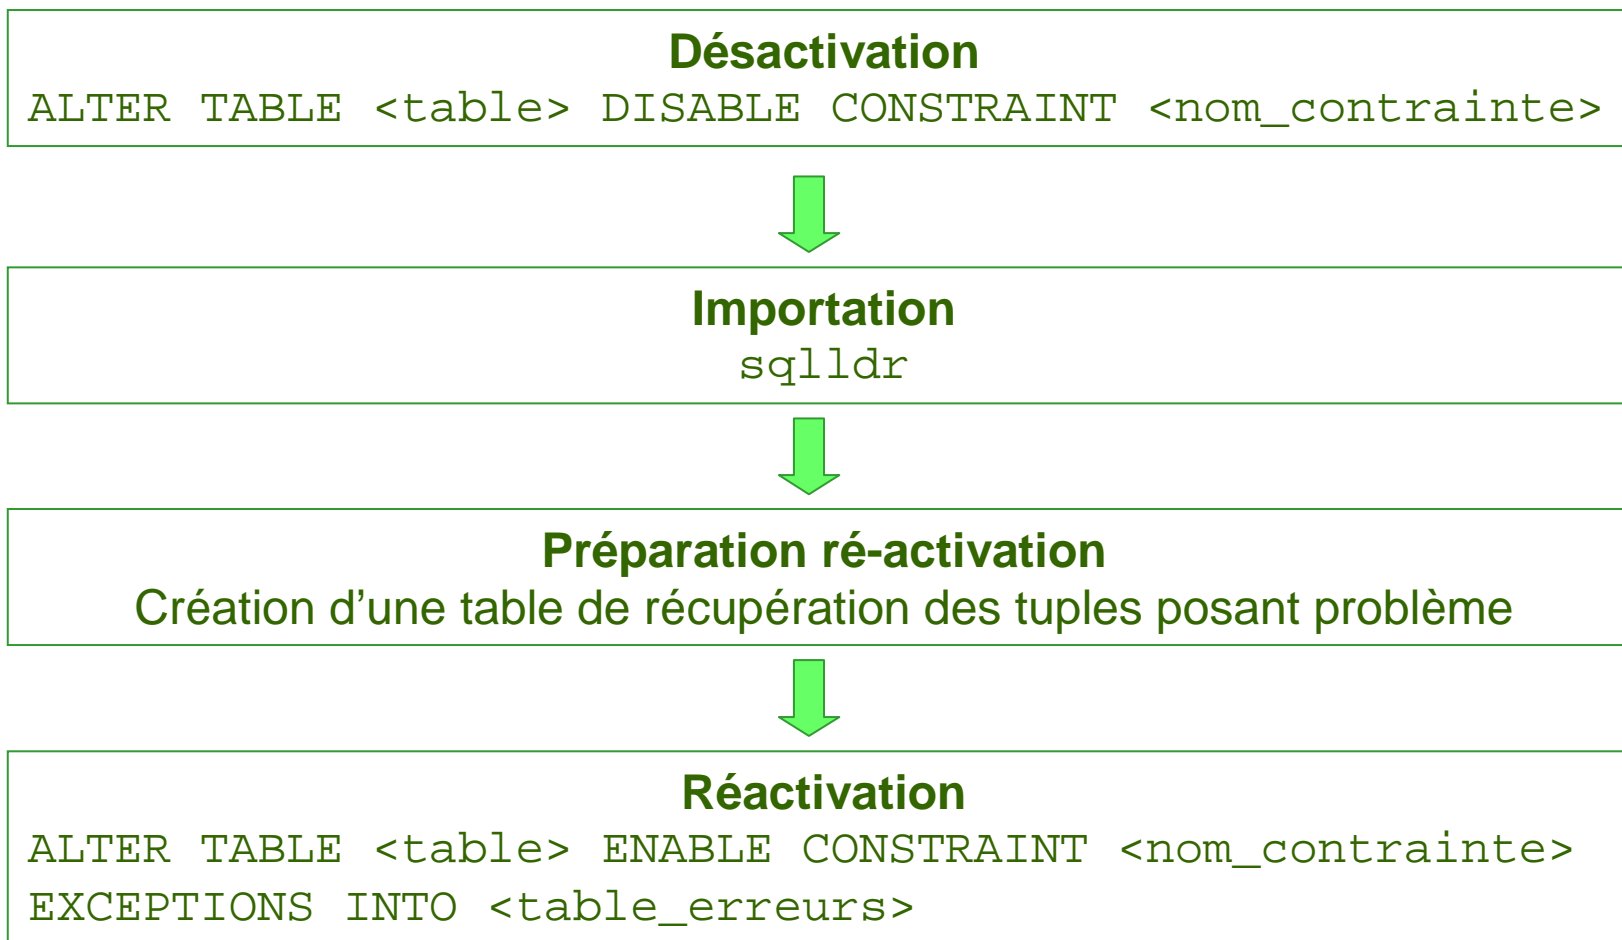 Désactivation
ALTER TABLE <table> DISABLE CONSTRAINT <nom_contrainte>
Importation
sqlldr
Préparation ré-activation
Création d’une table de récupération des tuples posant problème
Réactivation
ALTER TABLE <table> ENABLE CONSTRAINT <nom_contrainte>
EXCEPTIONS INTO <table_erreurs>